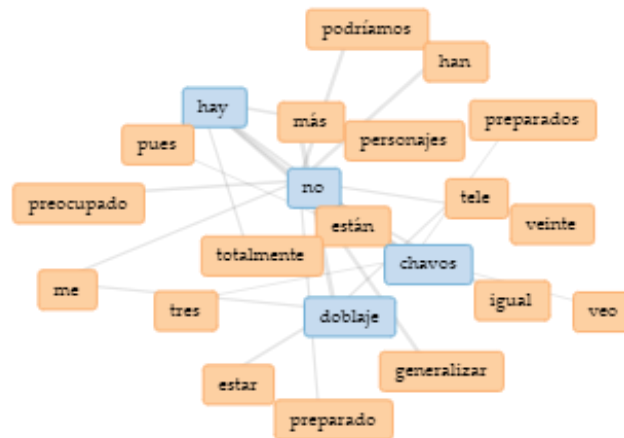 podríamos
han
hay
más
preparados
pues
personajes
no
preocupado
tele
están
veinte
totalmente
chavos
me
tres
igual
veo
doblaje
generalizar
estar
preparado